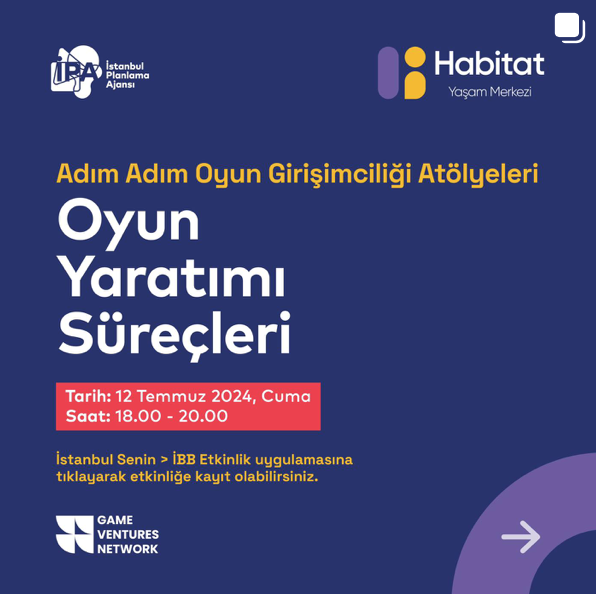 İPA
İstanbul
Planlama
Ajansı
Habitat
Yaşam Merkezi
Adım Adım Oyun Girişimciliği Atölyeleri
Oyun
Yaratımı
Süreçleri
Tarih: 12 Temmuz 2024, Cuma
Saat: 18.00 - 20.00
İstanbul Senin > İBB Etkinlik uygulamasına
tıklayarak etkinliğe kayıt olabilirsiniz.
GAME
VENTURES
NETWORK